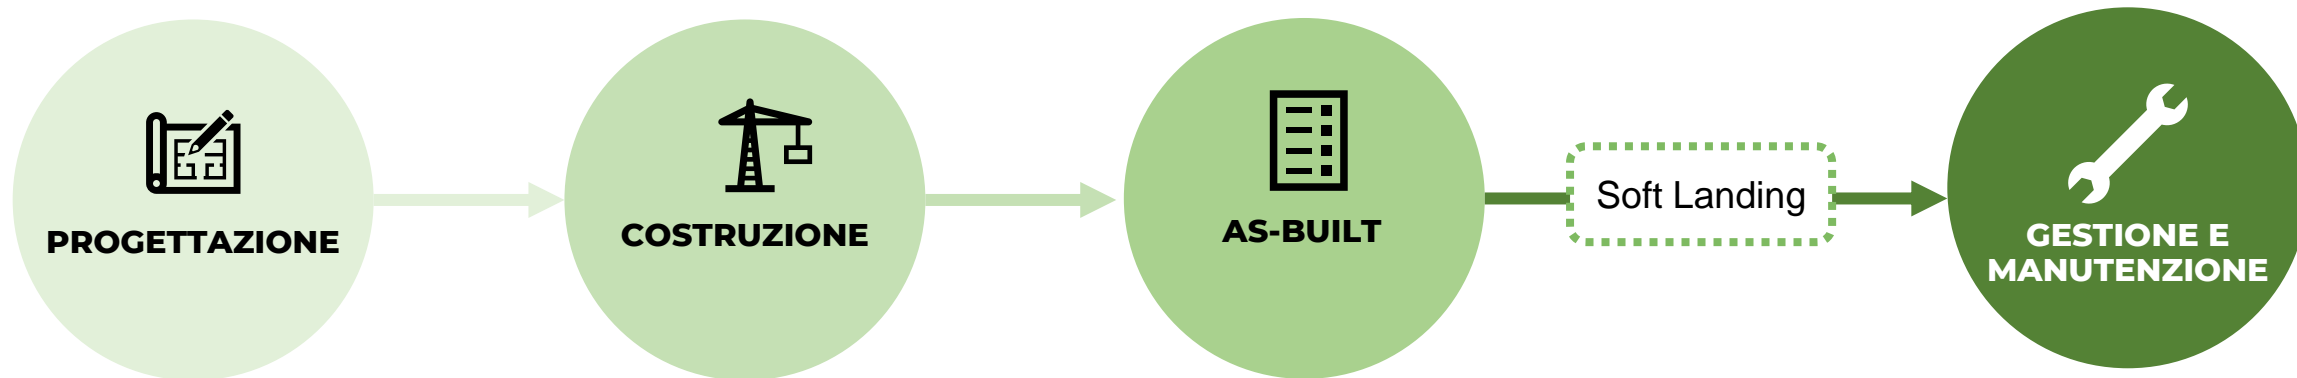 PROGETTAZIONE
COSTRUZIONE
AS-BUILT
Soft Landing
GESTIONE E
MANUTENZIONE